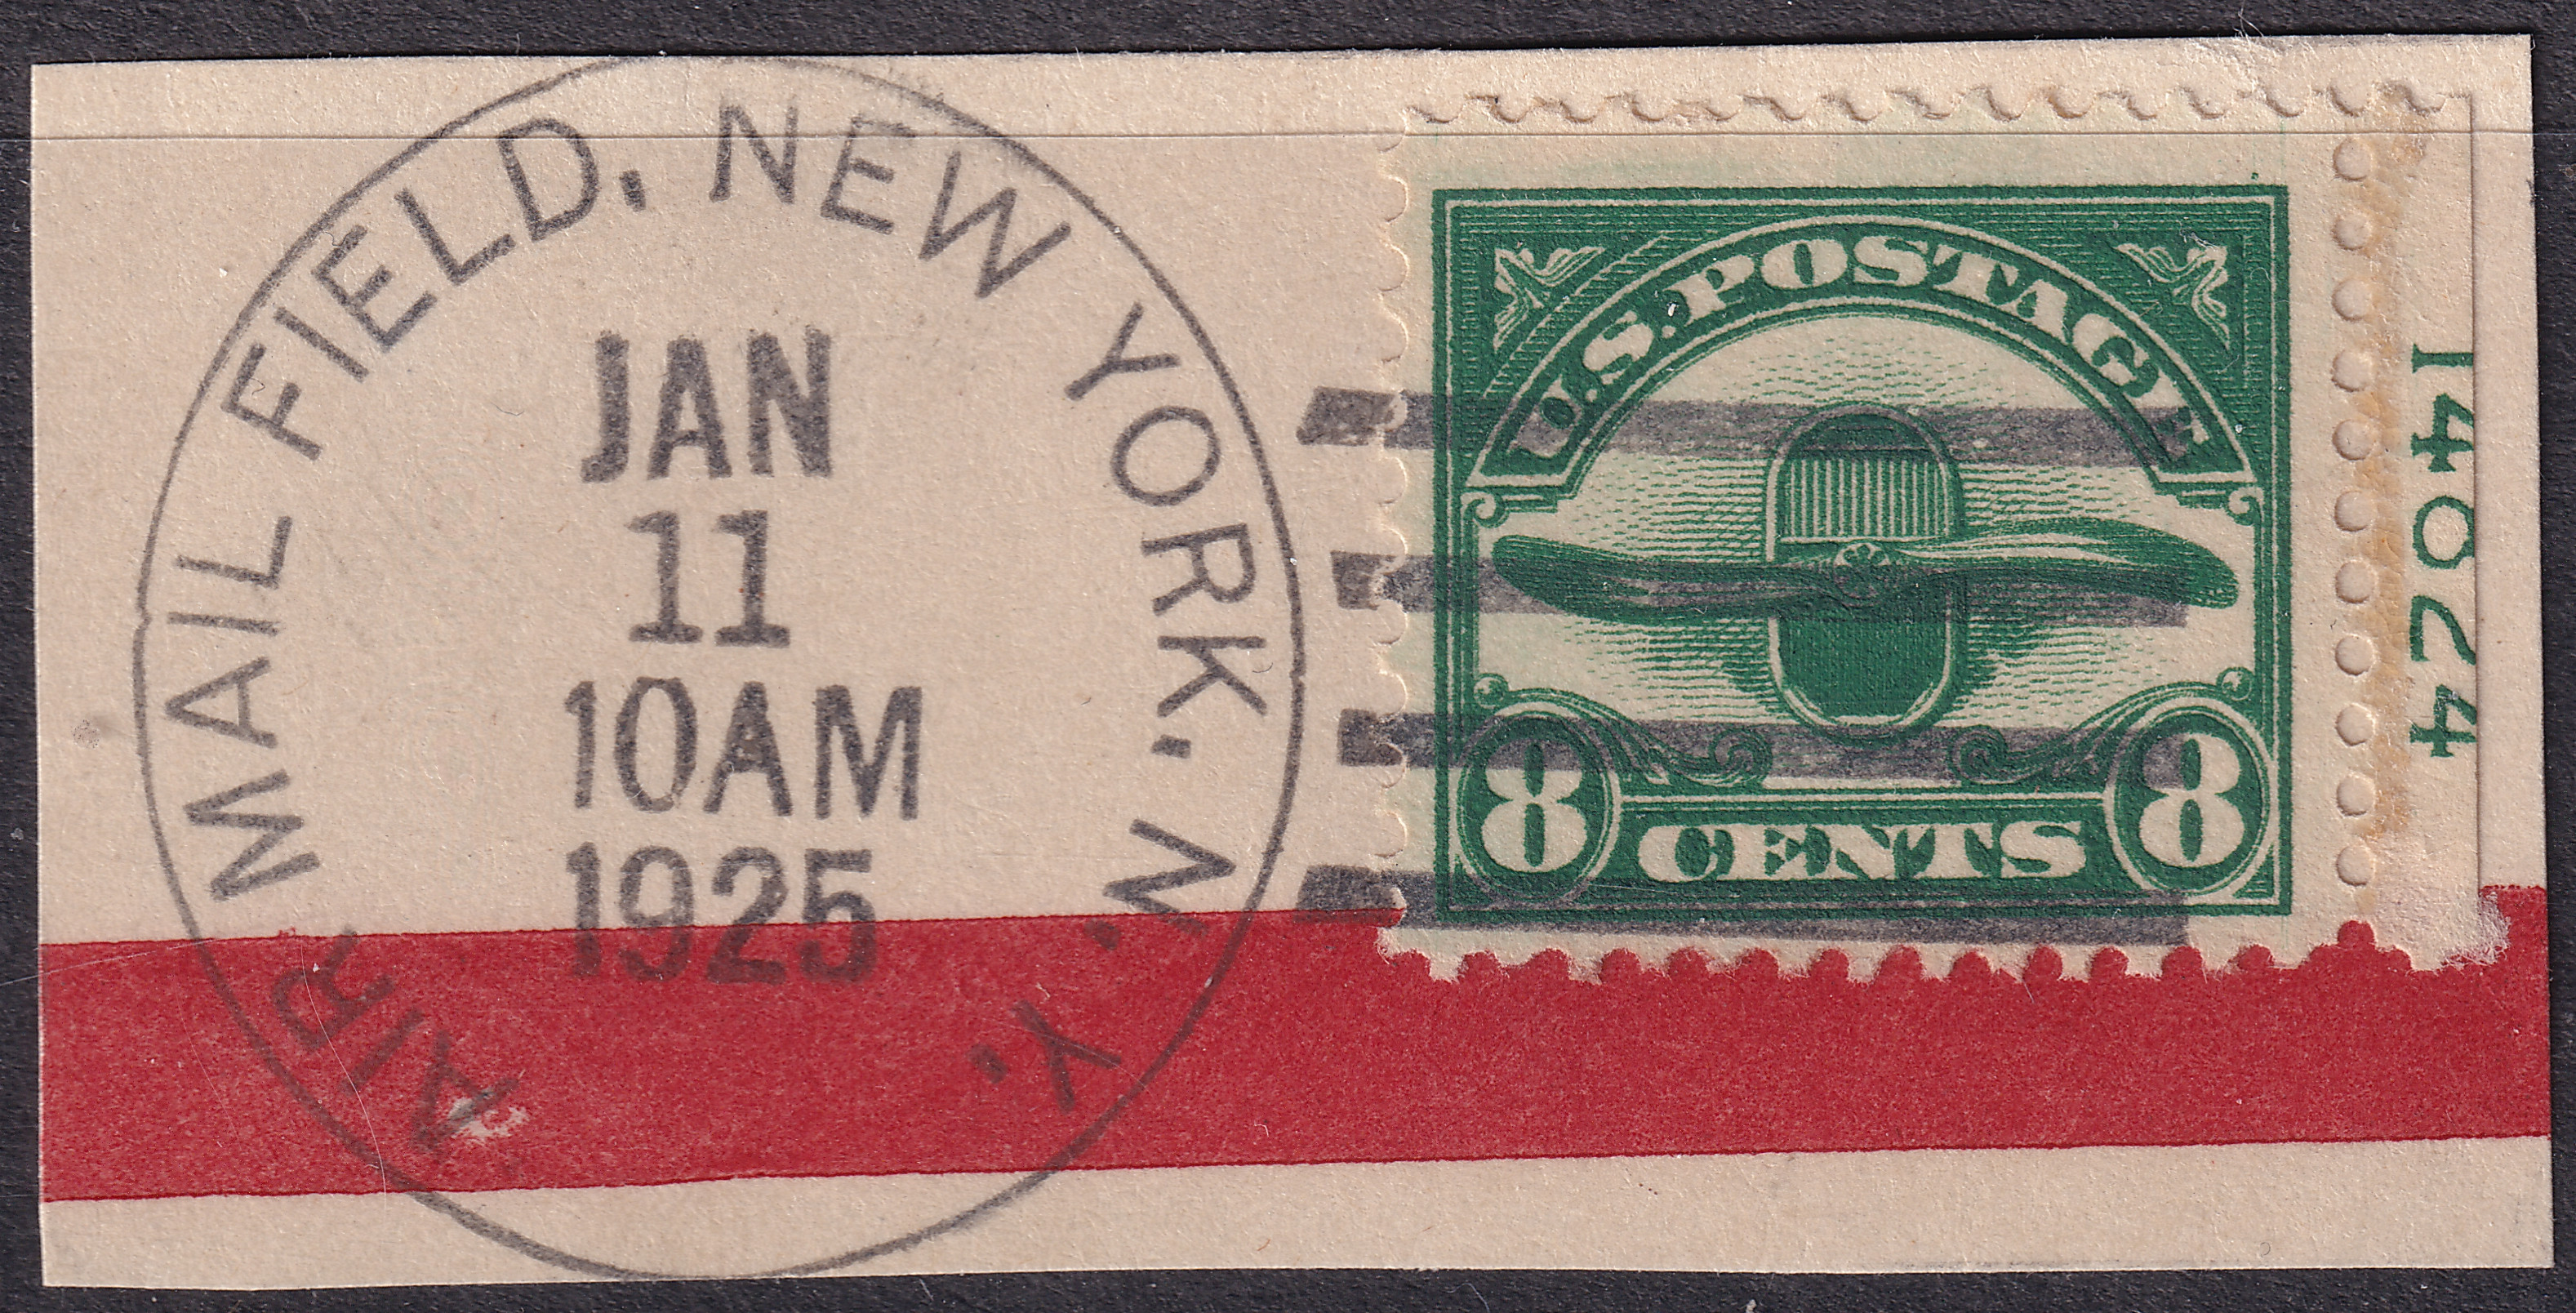 AIR MAIL FIELD, NEW YORK, N. Y.
JAN
11
10AM
1925
U.S. POSTAGE
8 CENTS 8
14024